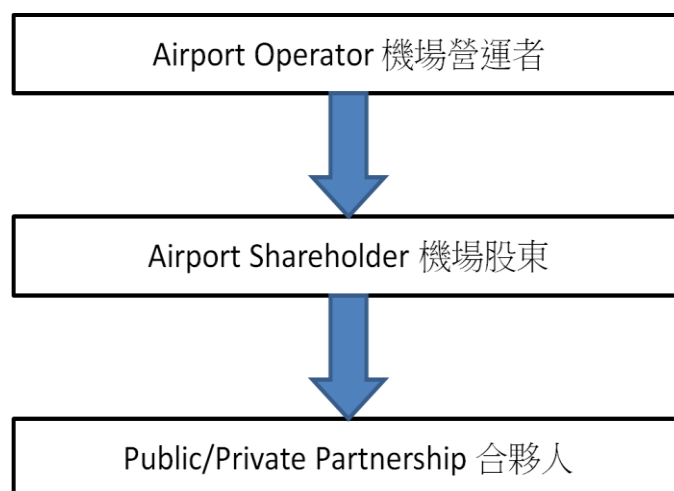 Airport Operator 機場營運者
Airport Shareholder 機場股東
Public/Private Partnership 合夥人